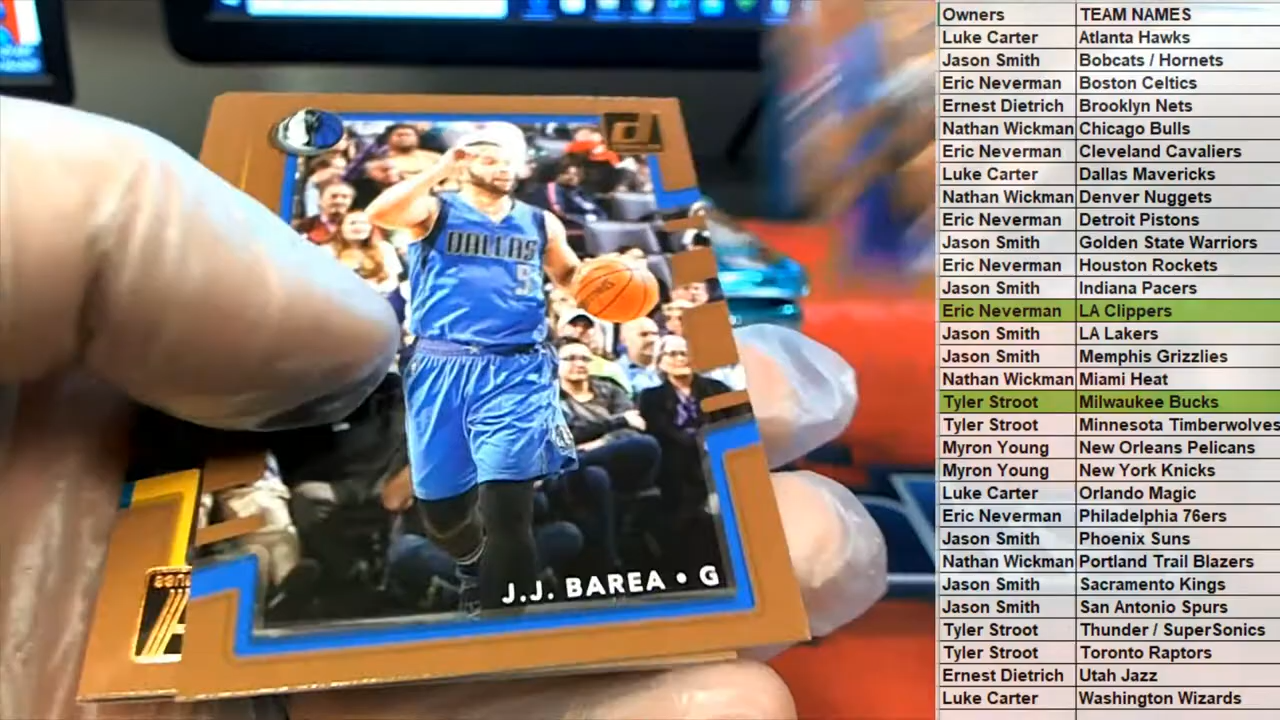 DALLAS
5
J.J. BAREA • G
Owners TEAM NAMES
Luke Carter Atlanta Hawks
Jason Smith Bobcats / Hornets
Eric Neverman Boston Celtics
Ernest Dietrich Brooklyn Nets
Nathan Wickman Chicago Bulls
Eric Neverman Cleveland Cavaliers
Luke Carter Dallas Mavericks
Nathan Wickman Denver Nuggets
Eric Neverman Detroit Pistons
Jason Smith Golden State Warriors
Eric Neverman Houston Rockets
Jason Smith Indiana Pacers
Eric Neverman LA Clippers
Jason Smith LA Lakers
Jason Smith Memphis Grizzlies
Nathan Wickman Miami Heat
Tyler Stroot Milwaukee Bucks
Tyler Stroot Minnesota Timberwolves
Myron Young New Orleans Pelicans
Myron Young New York Knicks
Luke Carter Orlando Magic
Eric Neverman Philadelphia 76ers
Jason Smith Phoenix Suns
Nathan Wickman Portland Trail Blazers
Jason Smith Sacramento Kings
Jason Smith San Antonio Spurs
Tyler Stroot Thunder / SuperSonics
Tyler Stroot Toronto Raptors
Ernest Dietrich Utah Jazz
Luke Carter Washington Wizards